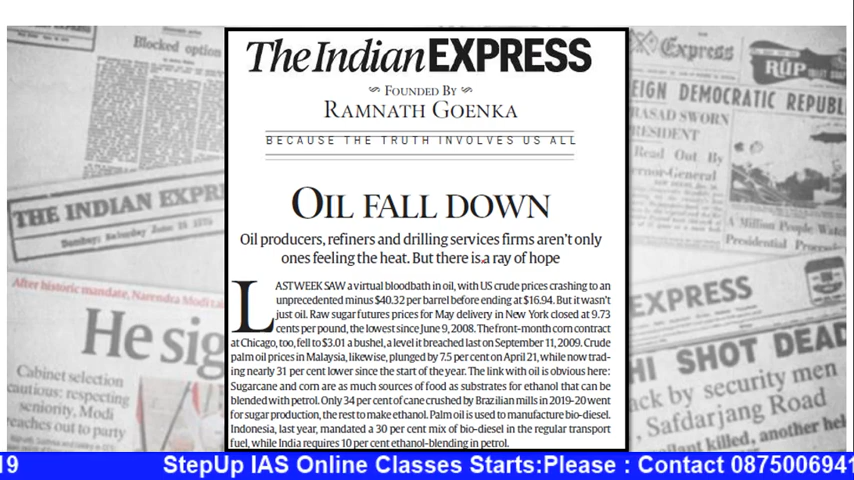 The Indian EXPRESS
FOUNDED BY
RAMNATH GOENKA
BECAUSE THE TRUTH INVOLVES US ALL
OIL FALL DOWN
Oil producers, refiners and drilling services firms aren't only
ones feeling the heat. But there is a ray of hope
LAST WEEK SAW a virtual bloodbath in oil, with US crude prices crashing to an
unprecedented minus $40.32 per barrel before ending at $16.94. But it wasn't
just oil. Raw sugar futures prices for May delivery in New York closed at 9.73
cents per pound, the lowest since June 9, 2008. The front-month corn contract
at Chicago, too, fell to $3.01 a bushel, a level it breached last on September 11, 2009. Crude
palm oil prices in Malaysia, likewise, plunged by 7.5 per cent on April 21, while now trad-
ing nearly 31 per cent lower since the start of the year. The link with oil is obvious here:
Sugarcane and corn are as much sources of food as substrates for ethanol that can be
blended with petrol. Only 34 per cent of cane crushed by Brazilian mills in 2019-20 went
for sugar production, the rest to make ethanol. Palm oil is used to manufacture bio-diesel.
Indonesia, last year, mandated a 30 per cent mix of bio-diesel in the regular transport
fuel, while India requires 10 per cent ethanol-blending in petrol.
Blocked option
THE INDIAN EXPR
Bombay: Saturday June
After historic mandate, Narendra Modi tak
He sig
Cabinet selection
cautious: respecting
seniority, Modi
reaches out to party
Express
RUP
EIGN DEMOCRATIC REPUBL
RASAD SWORN
RESIDENT
Read Out By
ernor-General
A Million People Watch
Presidential Process
EXPRESS
HI SHOT DEAD
ack by security men
, Safdarjang Road
llant killed, another he
19 StepUp IAS Online Classes Starts:Please : Contact 0875006941